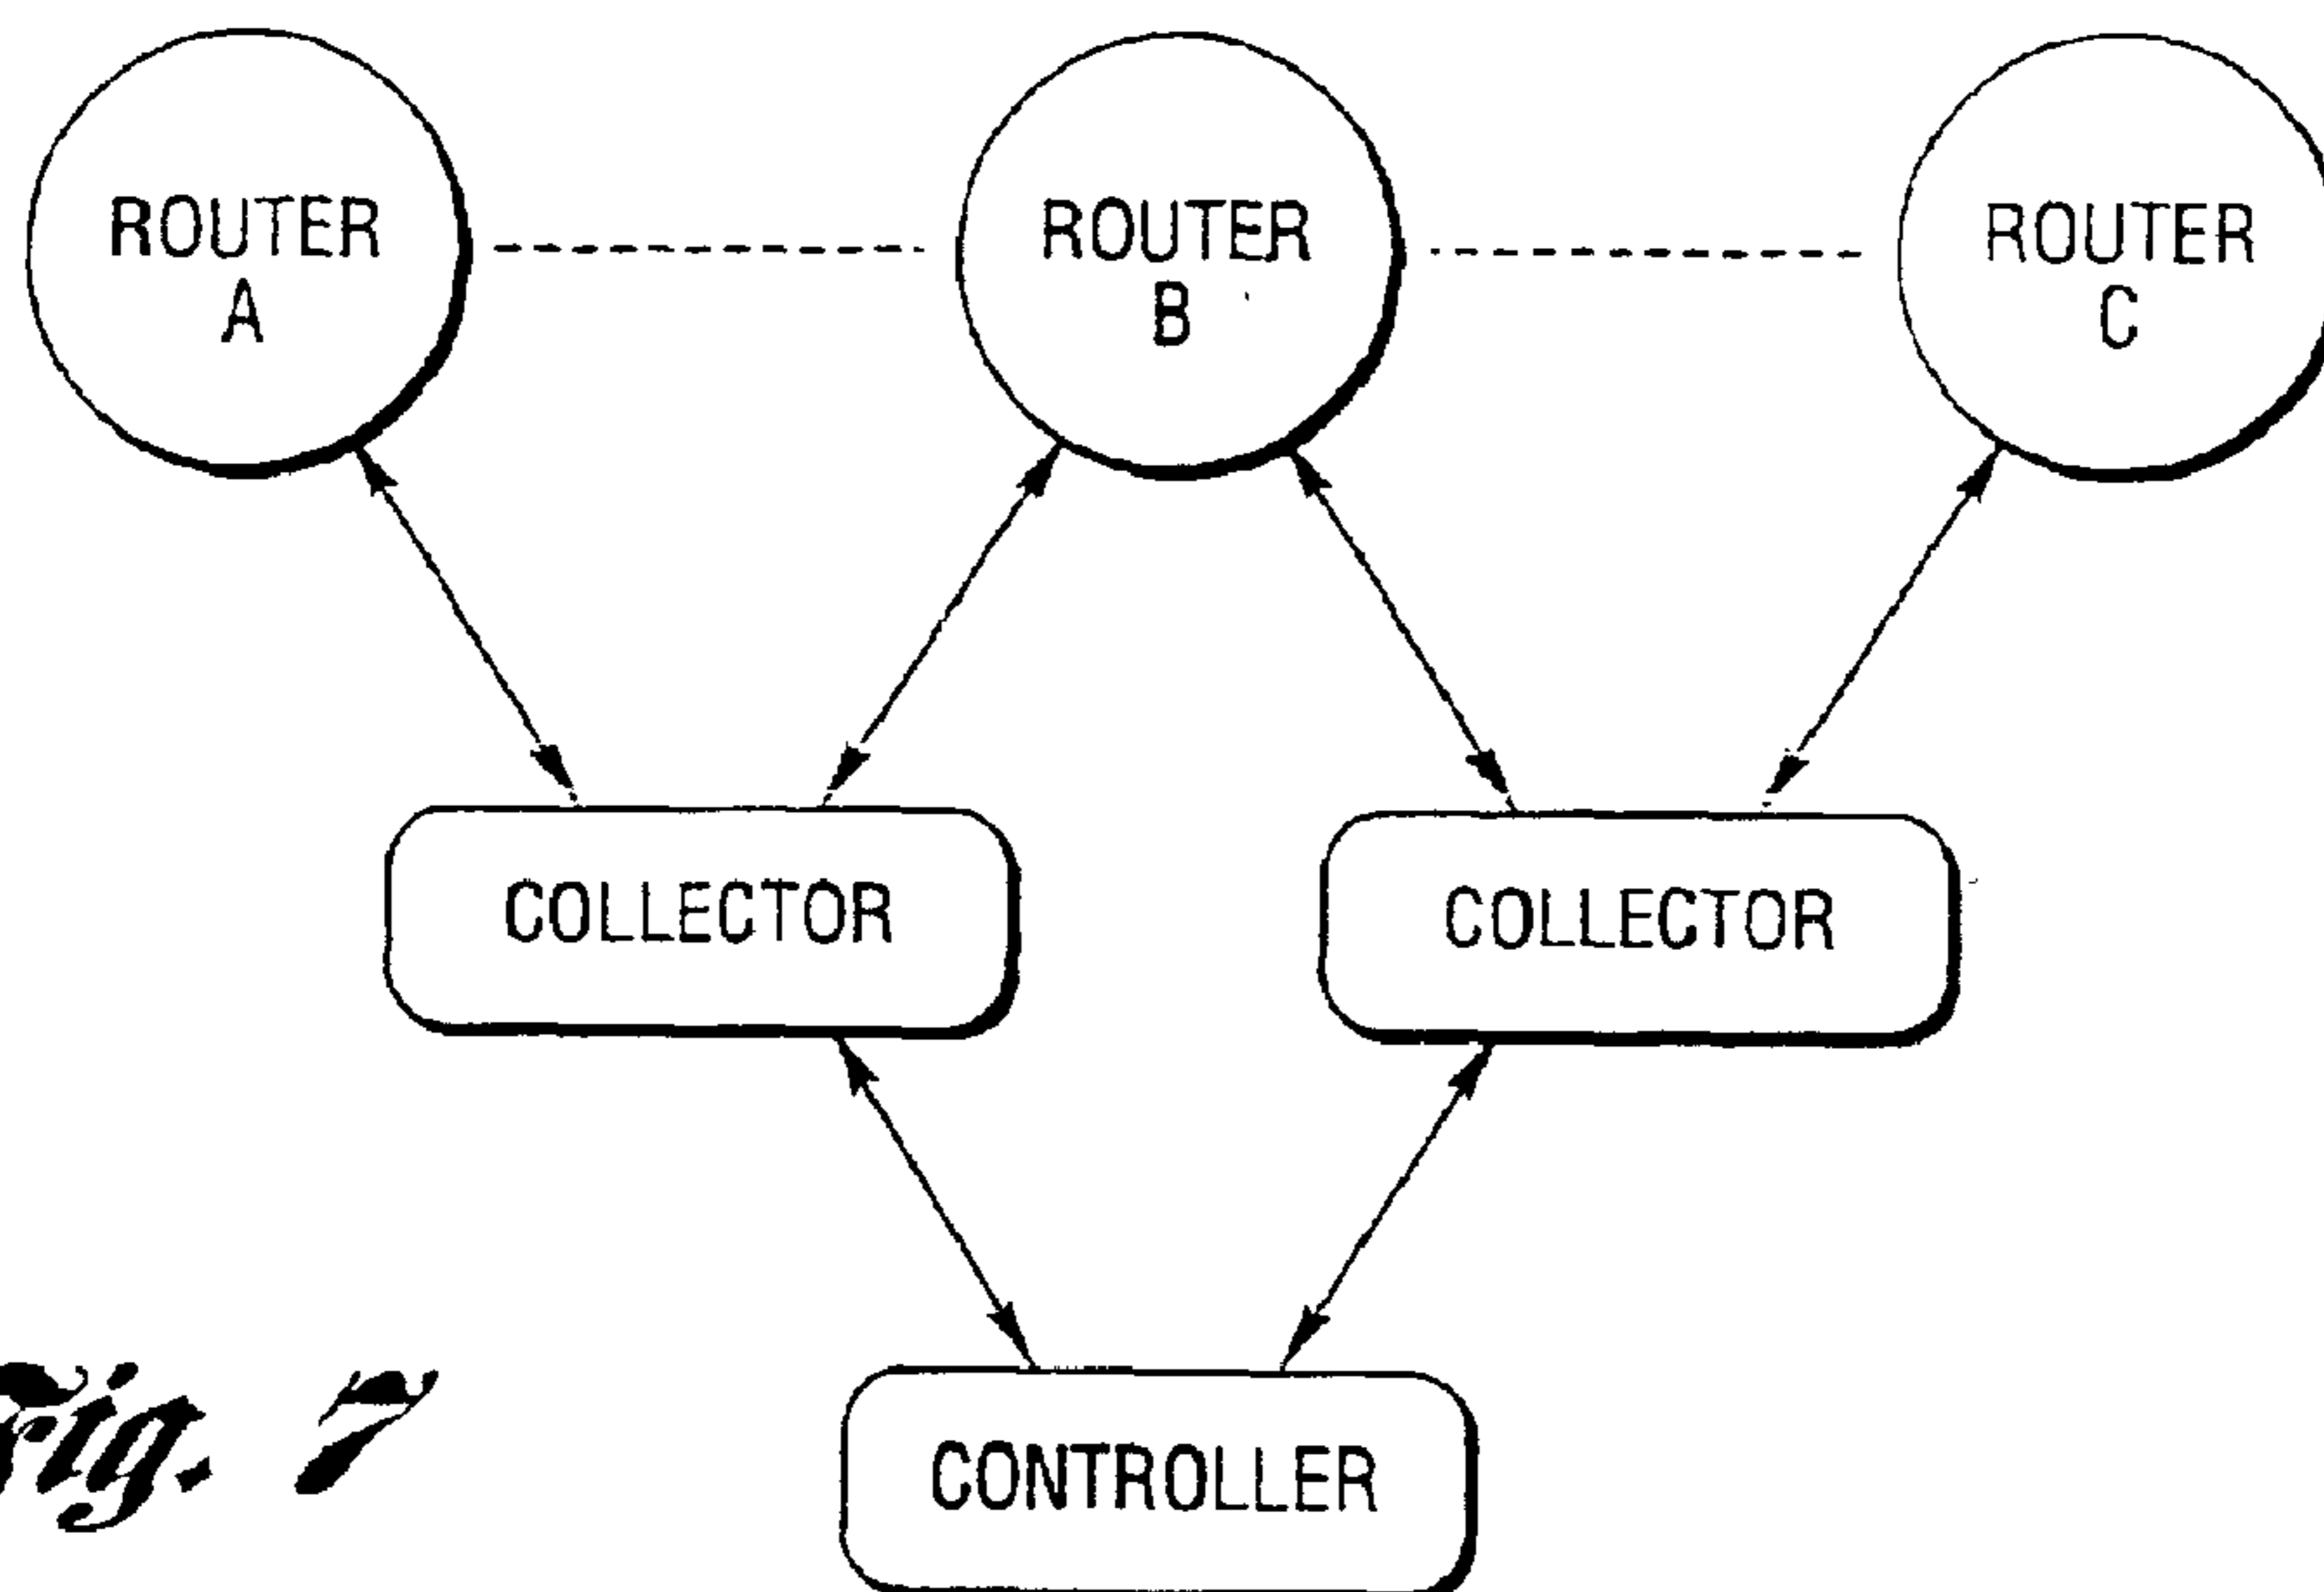 ROUTER
A
ROUTER
B
ROUTER
C
COLLECTOR
COLLECTOR
CONTROLLER
Fig. 7